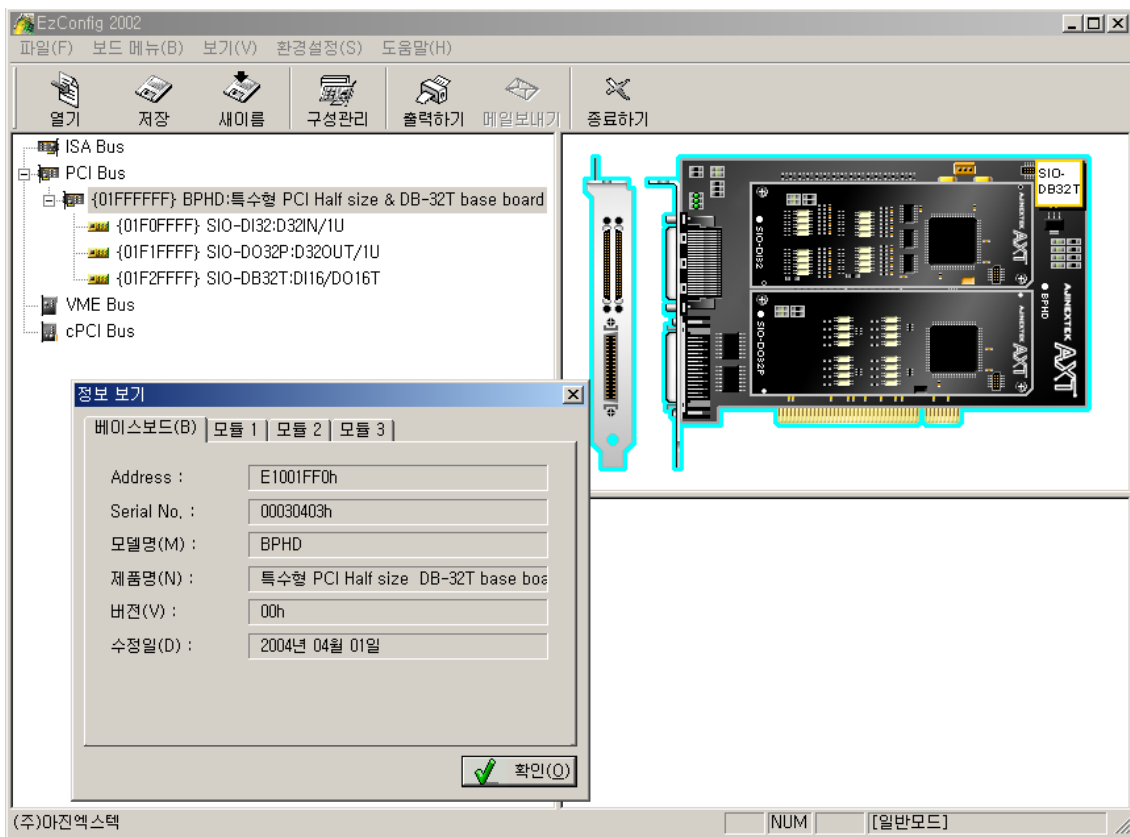 EzConfig 2002
파일(F) 보드 메뉴(B) 보기(V) 환경설정(S) 도움말(H)
열기 저장 새이름 구성관리 출력하기 메일보내기 종료하기
ISA Bus
PCI Bus
{01FFFFFF} BPHD:특수형 PCI Half size & DB-32T base board
{01F0FFFF} SIO-DI32:D32IN/1U
{01F1FFFF} SIO-DO32P:D32OUT/1U
{01F2FFFF} SIO-DB32T:DI16/DO16T
VME Bus
cPCI Bus
SIO-
DB32T
SIO-DI32
AJINEXTEK
AXT
BPHD
SIO-DO32P
AJINEXTEK
AXT
AJINEXTEK
AXT
정보 보기
베이스보드(B) 모듈 1 모듈 2 모듈 3
Address : E1001FF0h
Serial No. : 00030403h
모델명(M) : BPHD
제품명(N) : 특수형 PCI Half size DB-32T base boa
버전(V) : 00h
수정일(D) : 2004년 04월 01일
확인(O)
(주)아진엑스텍 NUM [일반모드]